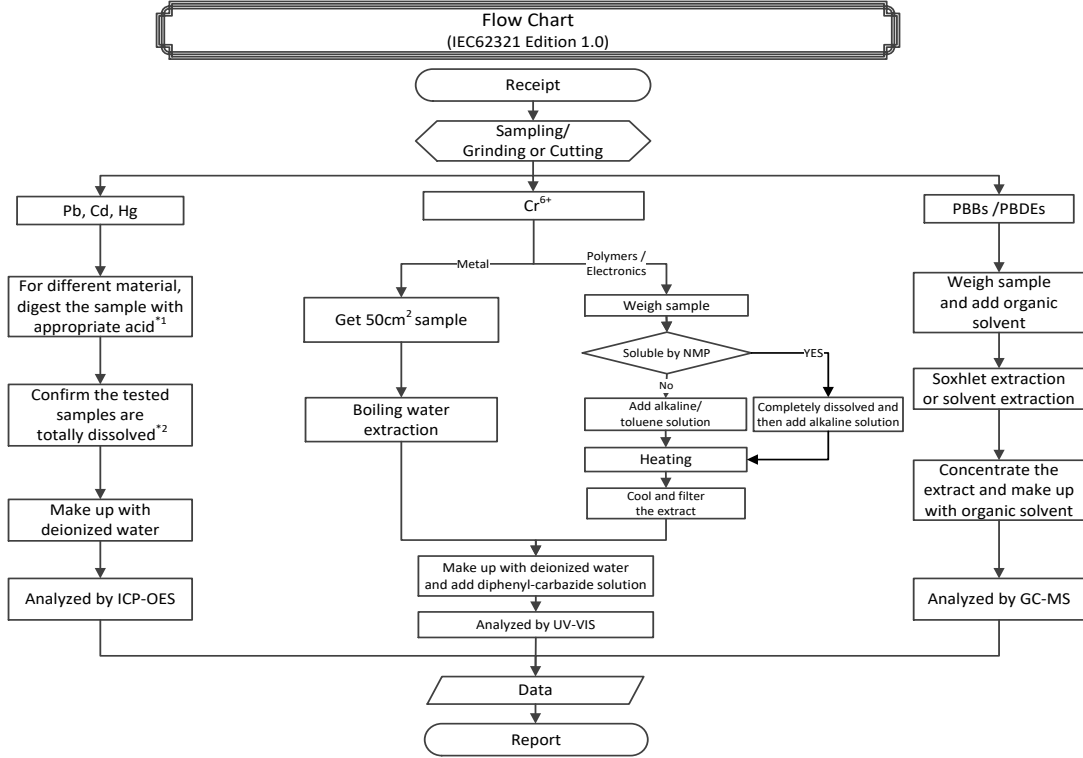 Flow Chart
(IEC62321 Edition 1.0)
Receipt
Sampling/
Grinding or Cutting
Pb, Cd, Hg
For different material,
digest the sample with
appropriate acid*1
Confirm the tested
samples are
totally dissolved*2
Make up with
deionized water
Analyzed by ICP-OES
Cr6+
Metal
Get 50cm2 sample
Boiling water
extraction
Polymers /
Electronics
Weigh sample
Soluble by NMP
YES
No
Add alkaline/
toluene solution
Completely dissolved and
then add alkaline solution
Heating
Cool and filter
the extract
Make up with deionized water
and add diphenyl-carbazide solution
Analyzed by UV-VIS
PBBs /PBDEs
Weigh sample
and add organic
solvent
Soxhlet extraction
or solvent extraction
Concentrate the
extract and make up
with organic solvent
Analyzed by GC-MS
Data
Report